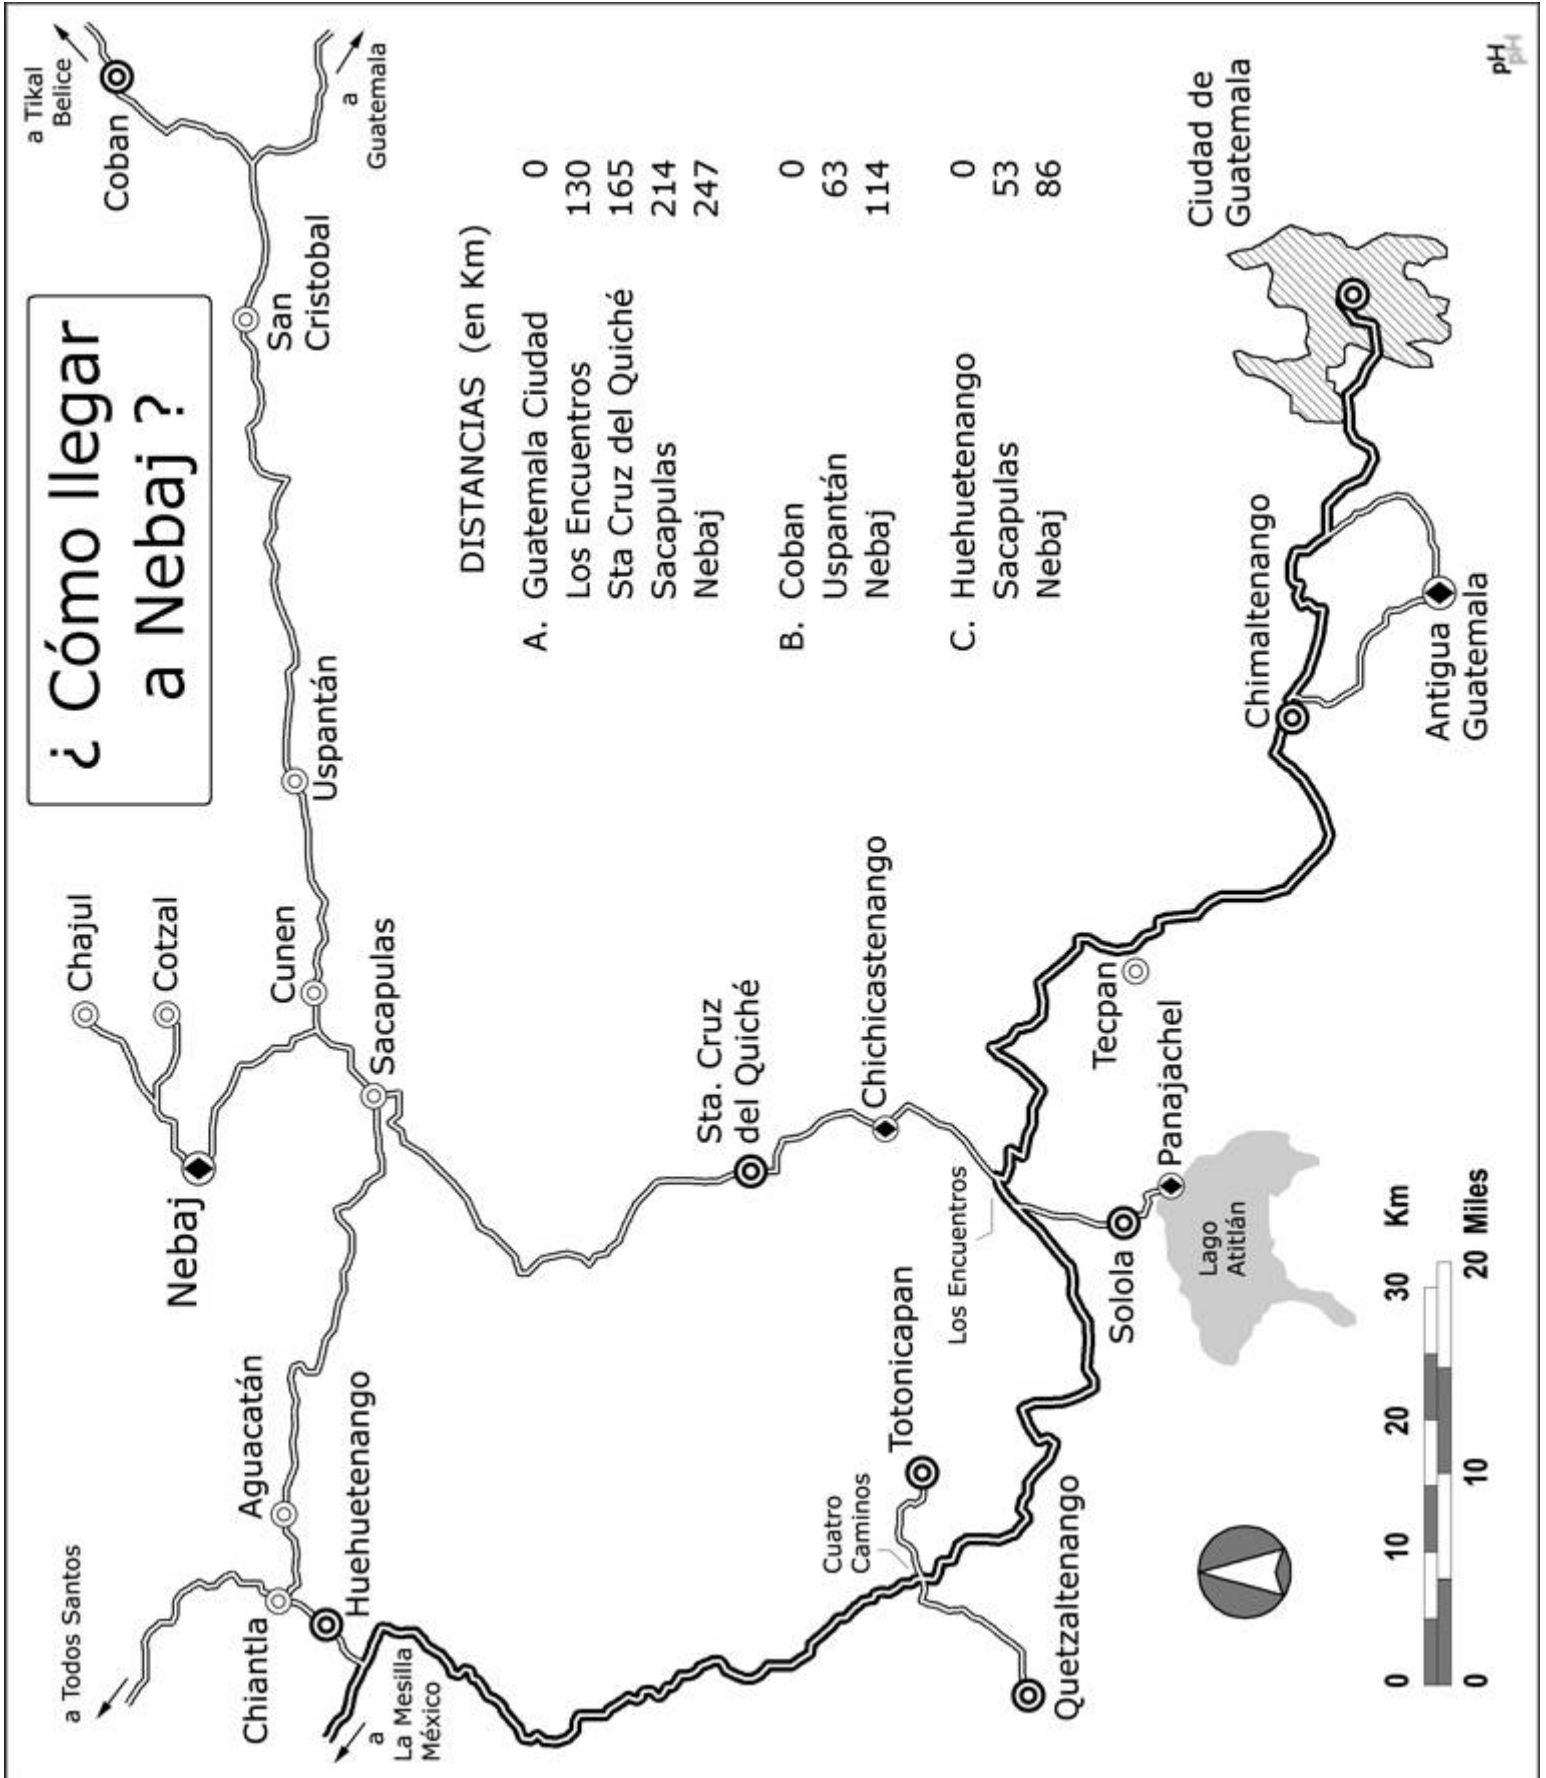 ¿ Cómo llegar
a Nebaj ?
a Tikal
Belice
Coban
a
Guatemala
San
Cristobal
Uspantán
Chajul
Cotzal
Cunen
Sacapulas
Nebaj
Aguacatán
Huehuetenango
Chiantla
a Todos Santos
a
La Mesilla
México
DISTANCIAS (en Km)
A. Guatemala Ciudad 0
Los Encuentros 130
Sta Cruz del Quiché 165
Sacapulas 214
Nebaj 247
B. Coban 0
Uspantán 63
Nebaj 114
C. Huehuetenango 0
Sacapulas 53
Nebaj 86
Sta. Cruz
del Quiché
Chichicastenango
Los Encuentros
Totonicapan
Cuatro
Caminos
Quetzaltenango
Solola
Panajachel
Lago
Atitlán
Tecpan
Chimaltenango
Antigua
Guatemala
Ciudad de
Guatemala
0 10 20 30 Km
0 10 20 Miles
pH
pH